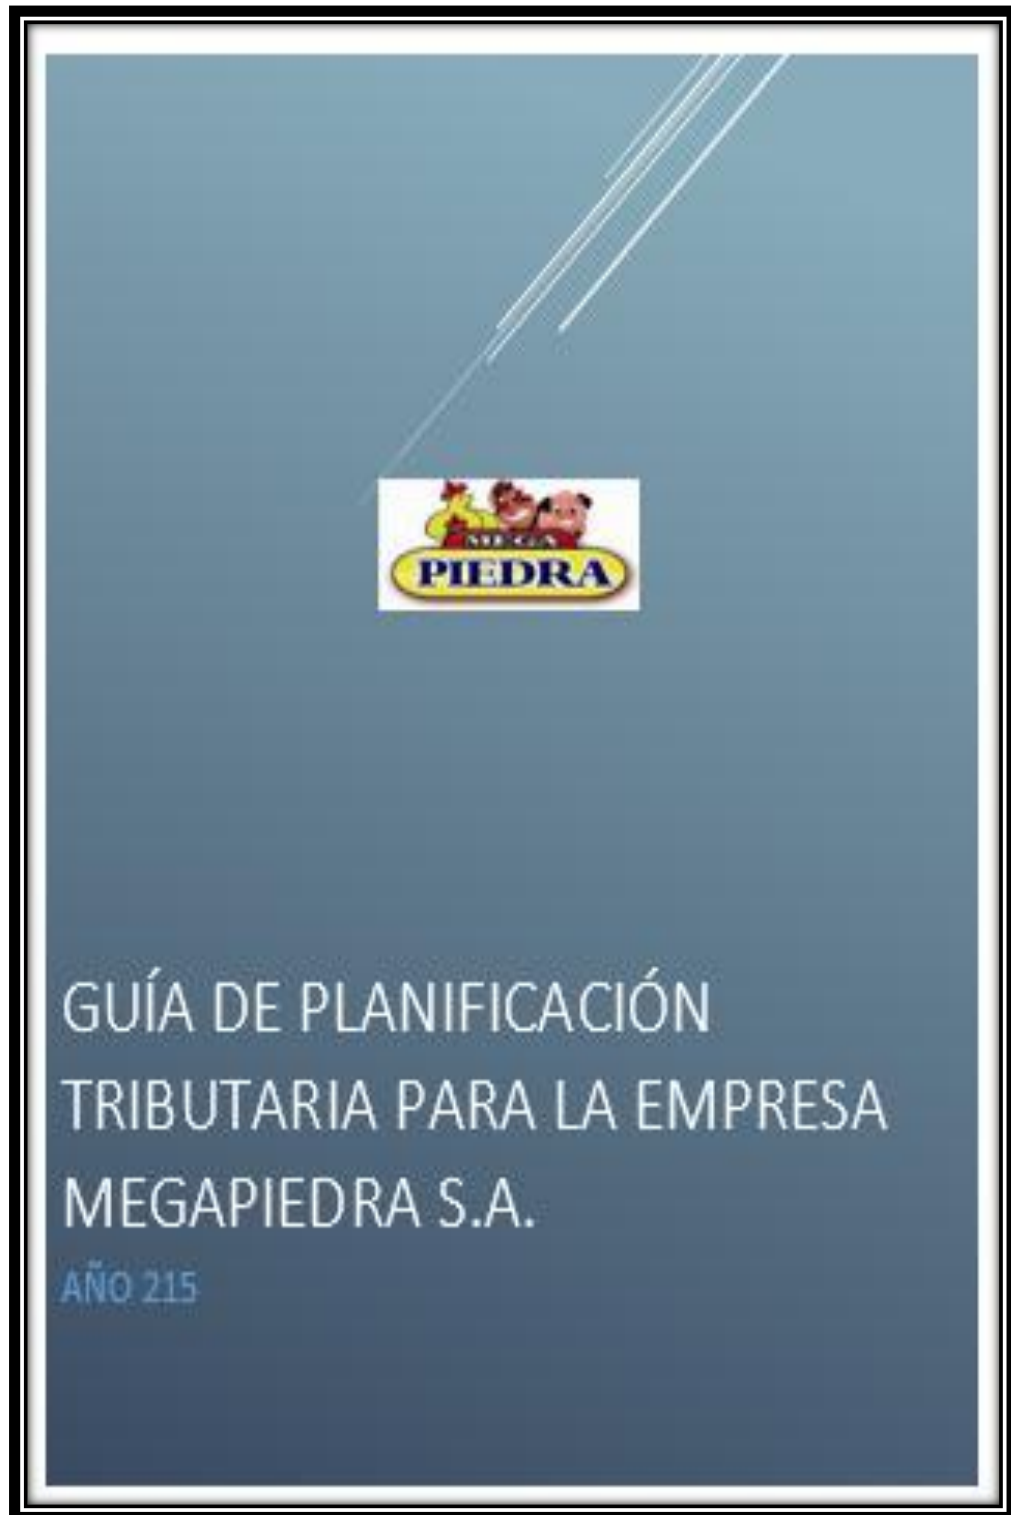 MEGA
PIEDRA
GUÍA DE PLANIFICACIÓN
TRIBUTARIA PARA LA EMPRESA
MEGAPIEDRA S.A.
AÑO 215